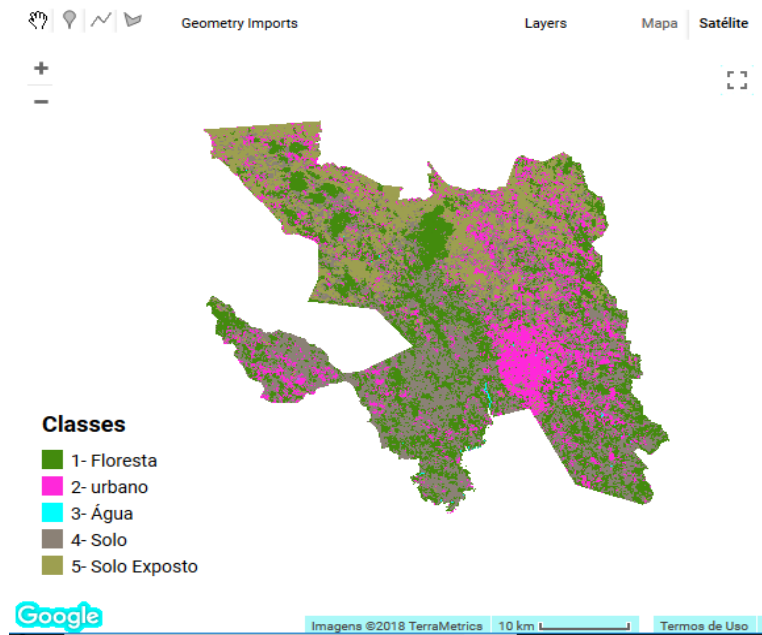 Geometry Imports Layers Mapa Satélite
+
−
Classes
1- Floresta
2- urbano
3- Água
4- Solo
5- Solo Exposto
Google Imagens ©2018 TerraMetrics 10 km Termos de Uso